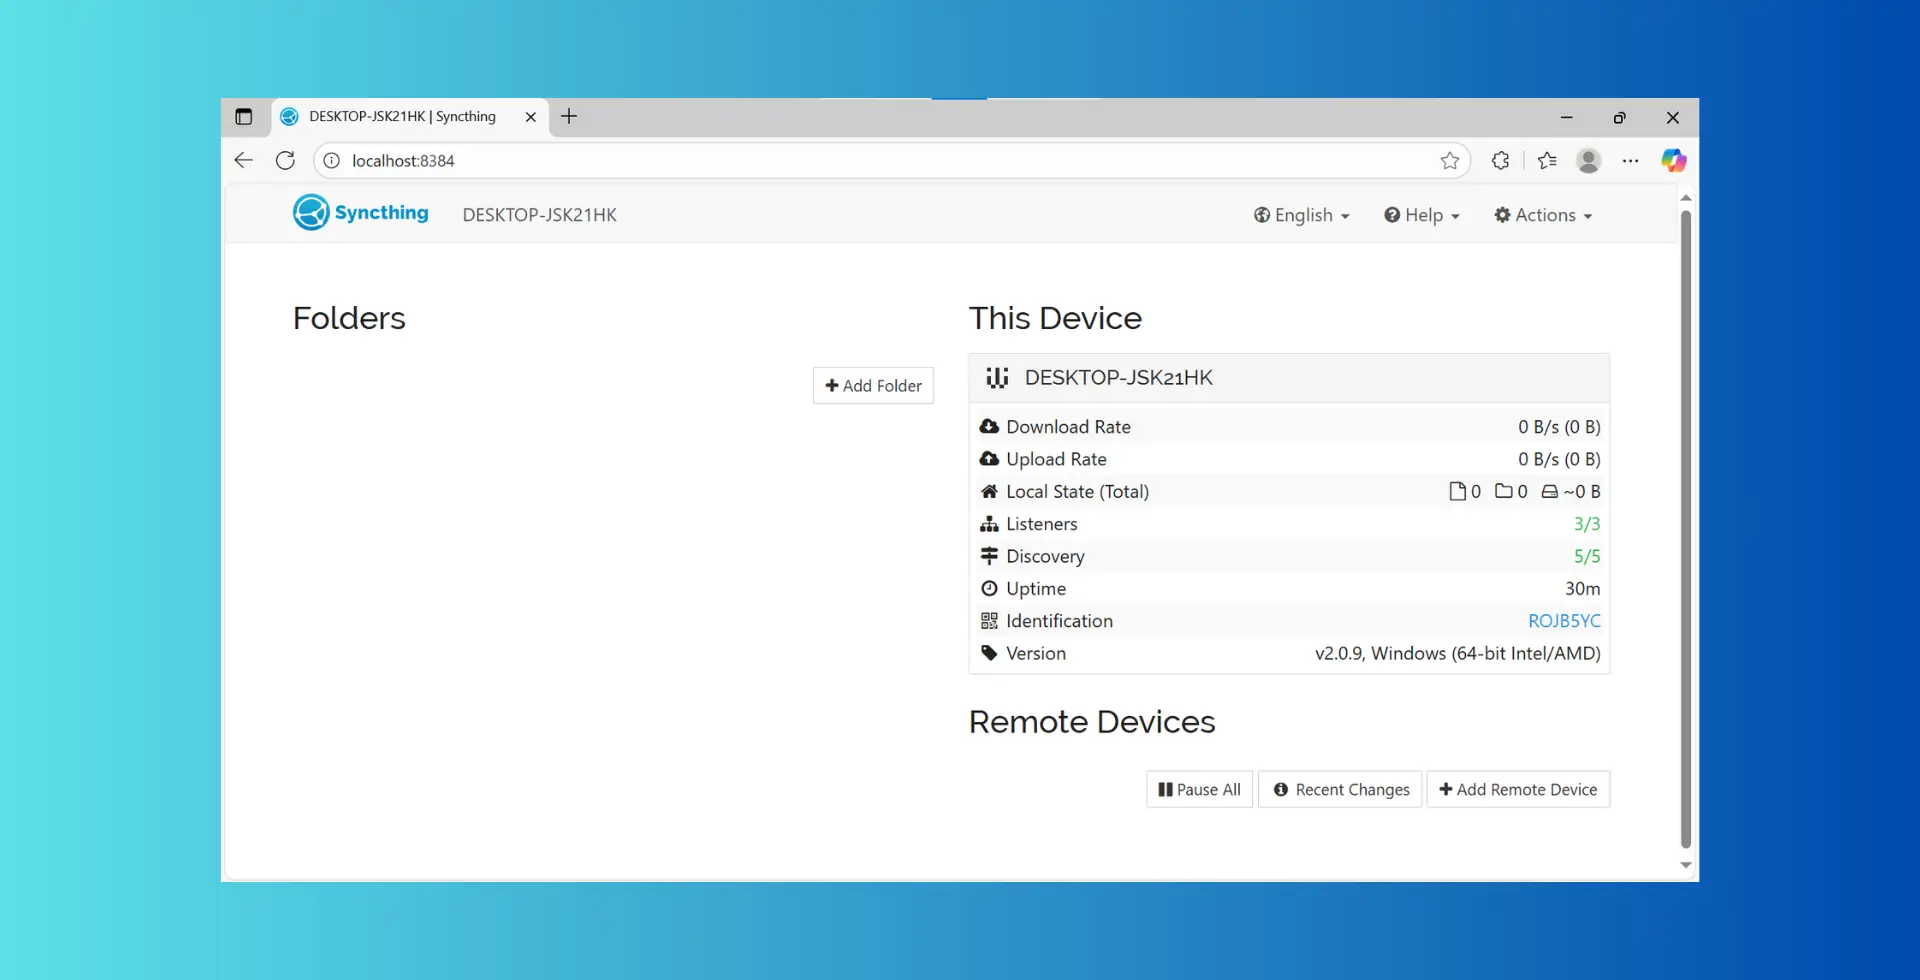 DESKTOP-JSK21HK | Syncthing
localhost:8384
Syncthing DESKTOP-JSK21HK English Help Actions
Folders
Add Folder
This Device
DESKTOP-JSK21HK
Download Rate 0 B/s (0 B)
Upload Rate 0 B/s (0 B)
Local State (Total) 0 0 ~0 B
Listeners 3/3
Discovery 5/5
Uptime 30m
Identification ROJB5YC
Version v2.0.9, Windows (64-bit Intel/AMD)
Remote Devices
Pause All Recent Changes Add Remote Device